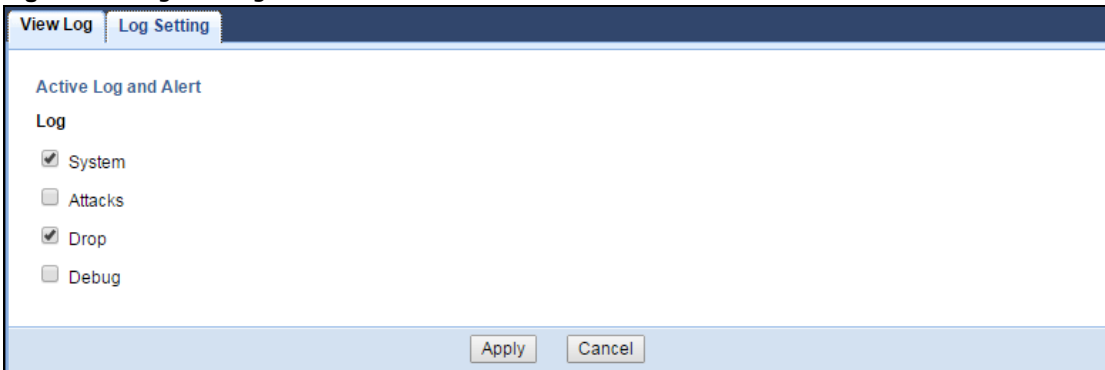 View Log Log Setting
Active Log and Alert
Log
System
Attacks
Drop
Debug
Apply Cancel